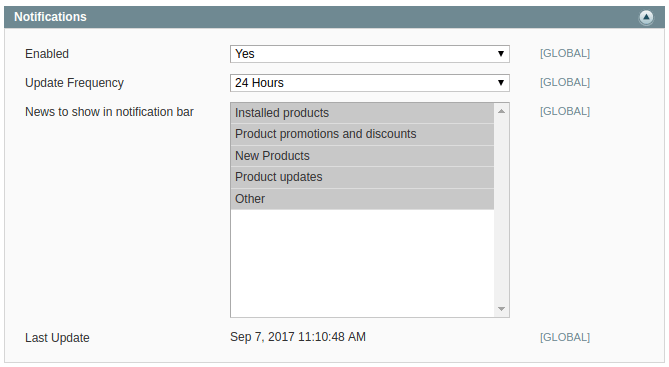 Notifications
Enabled Yes [GLOBAL]
Update Frequency 24 Hours [GLOBAL]
News to show in notification bar Installed products [GLOBAL]
Product promotions and discounts
New Products
Product updates
Other
Last Update Sep 7, 2017 11:10:48 AM [GLOBAL]